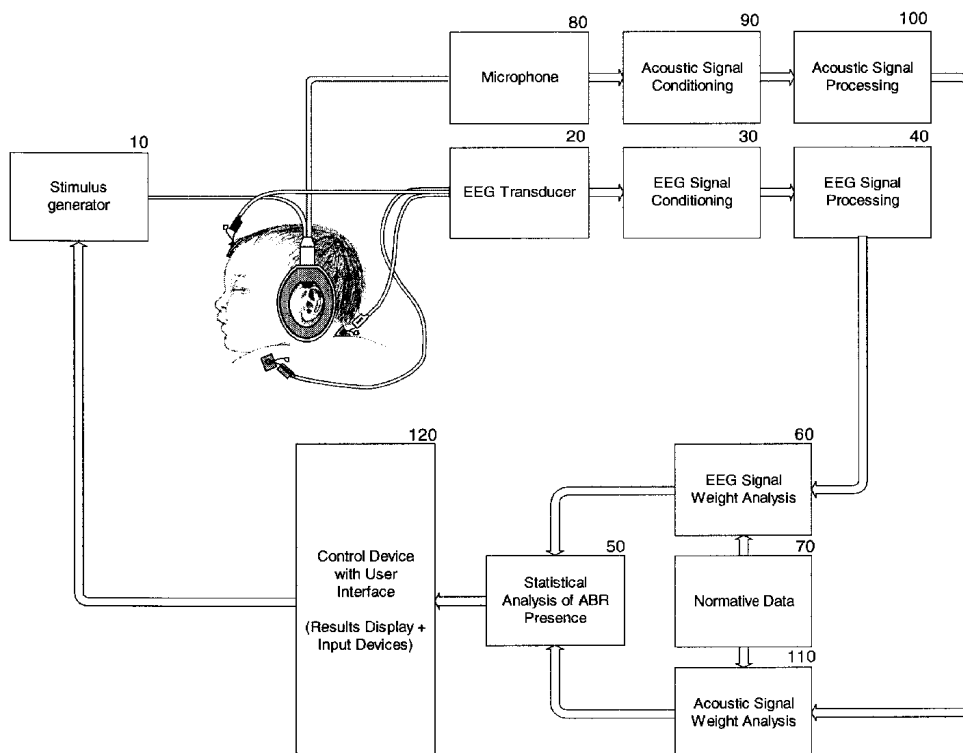 80
90
100
Microphone
Acoustic Signal
Conditioning
Acoustic Signal
Processing
10
20
30
40
Stimulus
generator
EEG Transducer
EEG Signal
Conditioning
EEG Signal
Processing
120
60
EEG Signal
Weight Analysis
50
70
Control Device
with User
Interface
(Results Display +
Input Devices)
Statistical
Analysis of ABR
Presence
Normative Data
110
Acoustic Signal
Weight Analysis